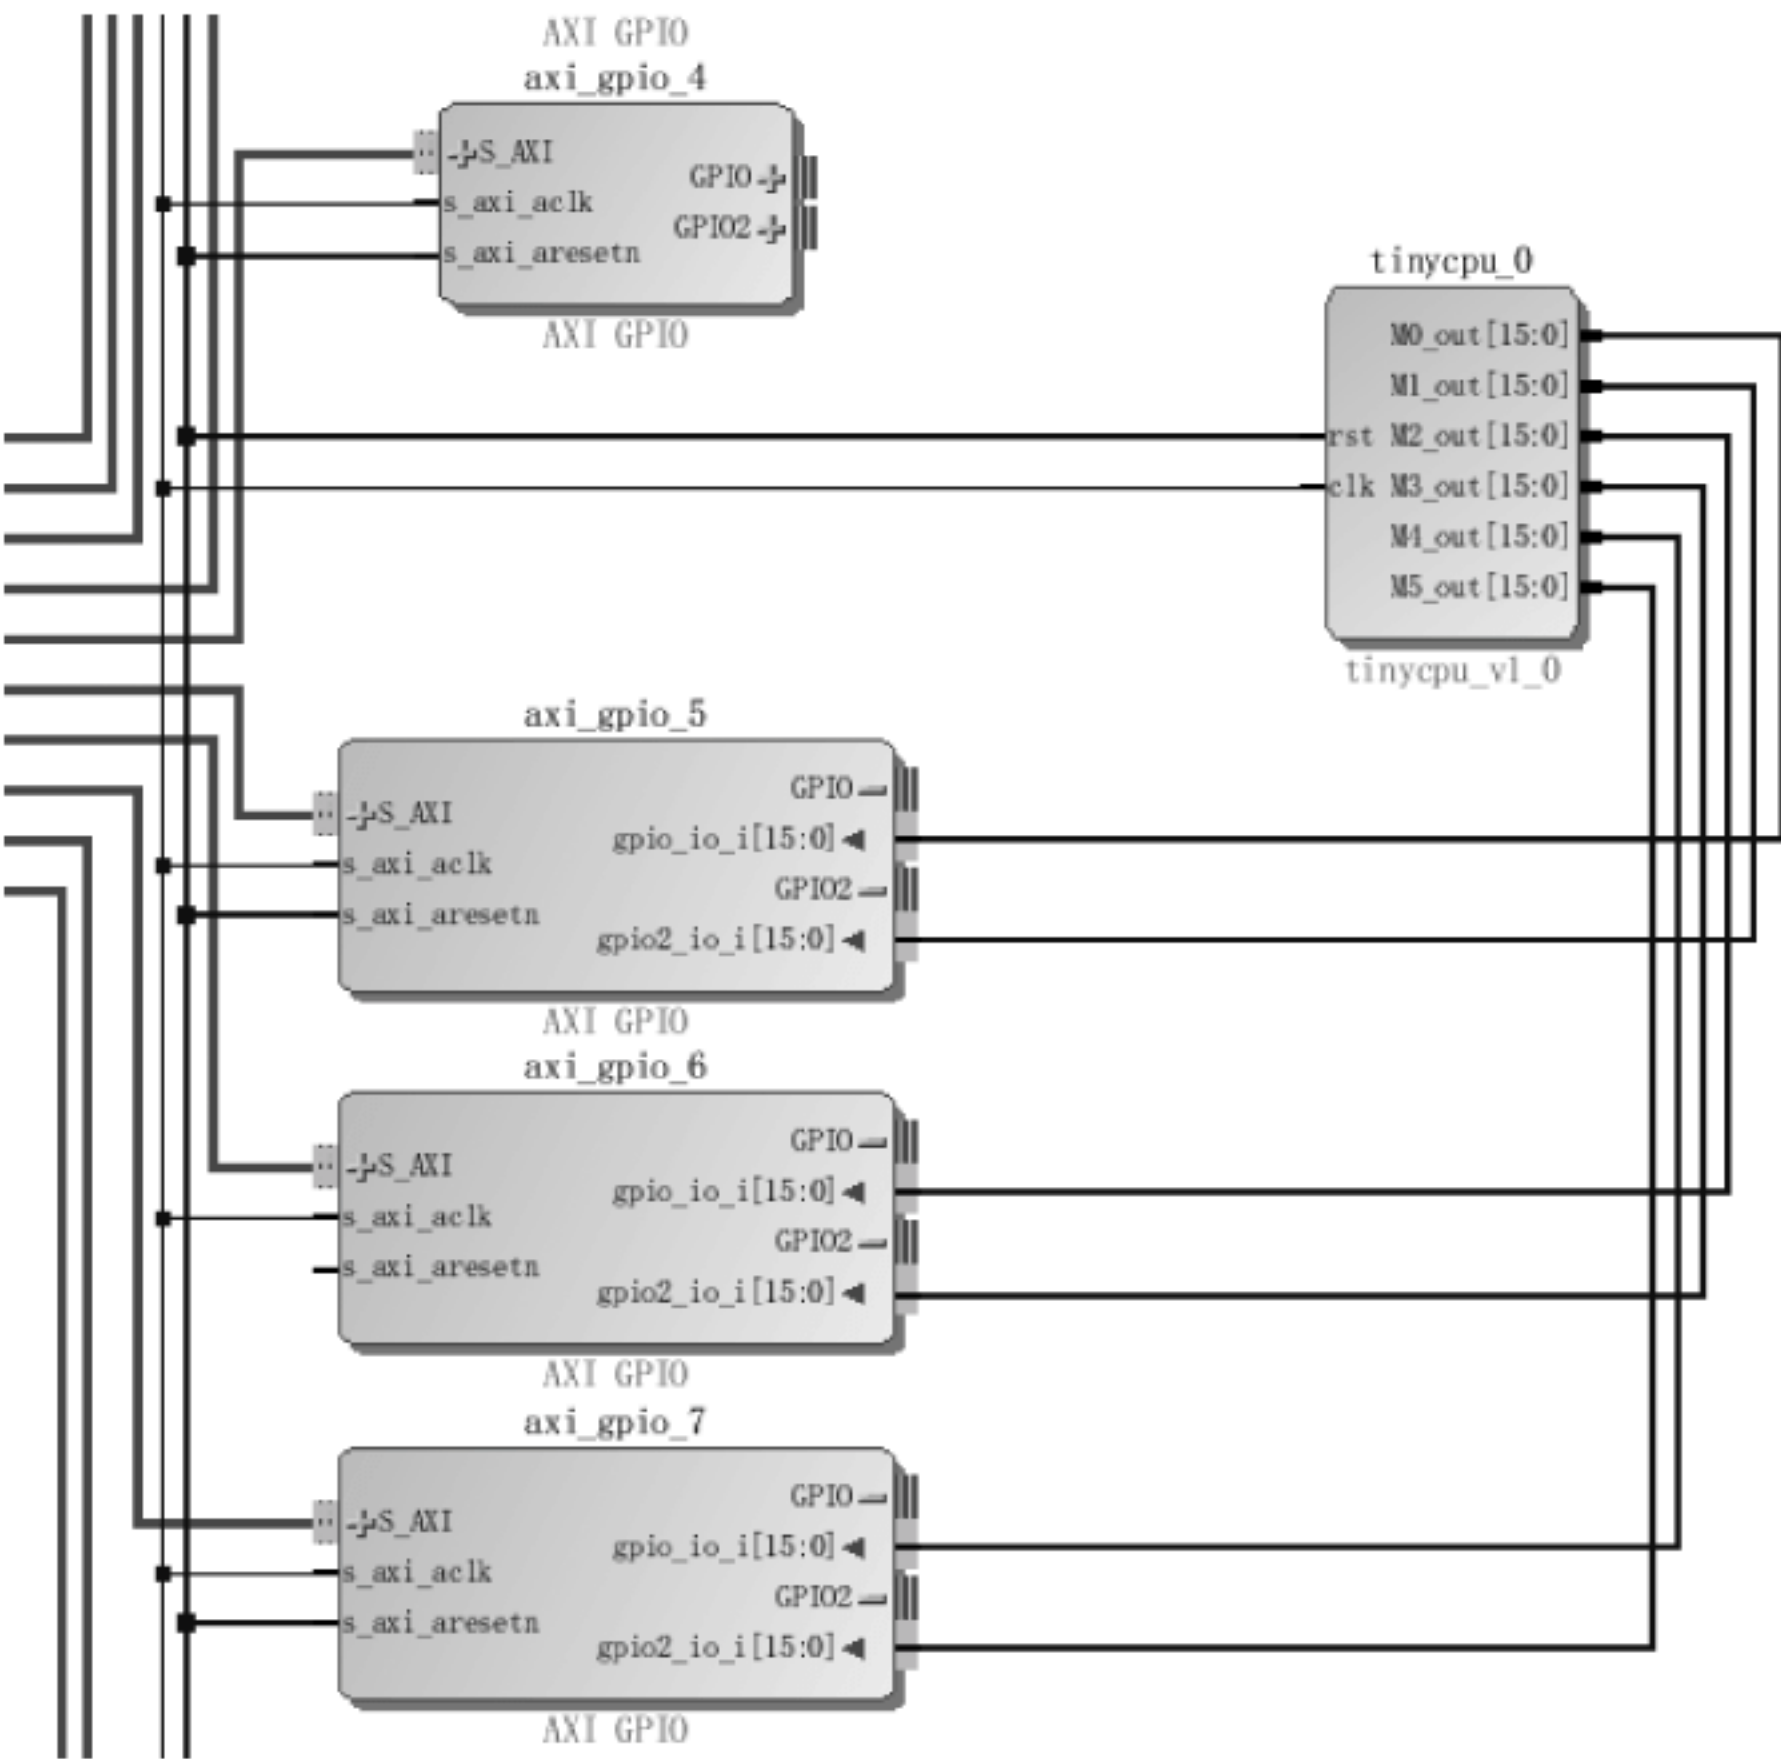 AXI GPIO
axi_gpio_4
S_AXI
s_axi_aclk
s_axi_aresetn
GPIO
GPIO2
AXI GPIO
tinycpu_0
rst
clk
M0_out[15:0]
M1_out[15:0]
M2_out[15:0]
M3_out[15:0]
M4_out[15:0]
M5_out[15:0]
tinycpu_v1_0
axi_gpio_5
S_AXI
s_axi_aclk
s_axi_aresetn
GPIO
gpio_io_i[15:0]
GPIO2
gpio2_io_i[15:0]
AXI GPIO
axi_gpio_6
S_AXI
s_axi_aclk
s_axi_aresetn
GPIO
gpio_io_i[15:0]
GPIO2
gpio2_io_i[15:0]
AXI GPIO
axi_gpio_7
S_AXI
s_axi_aclk
s_axi_aresetn
GPIO
gpio_io_i[15:0]
GPIO2
gpio2_io_i[15:0]
AXI GPIO